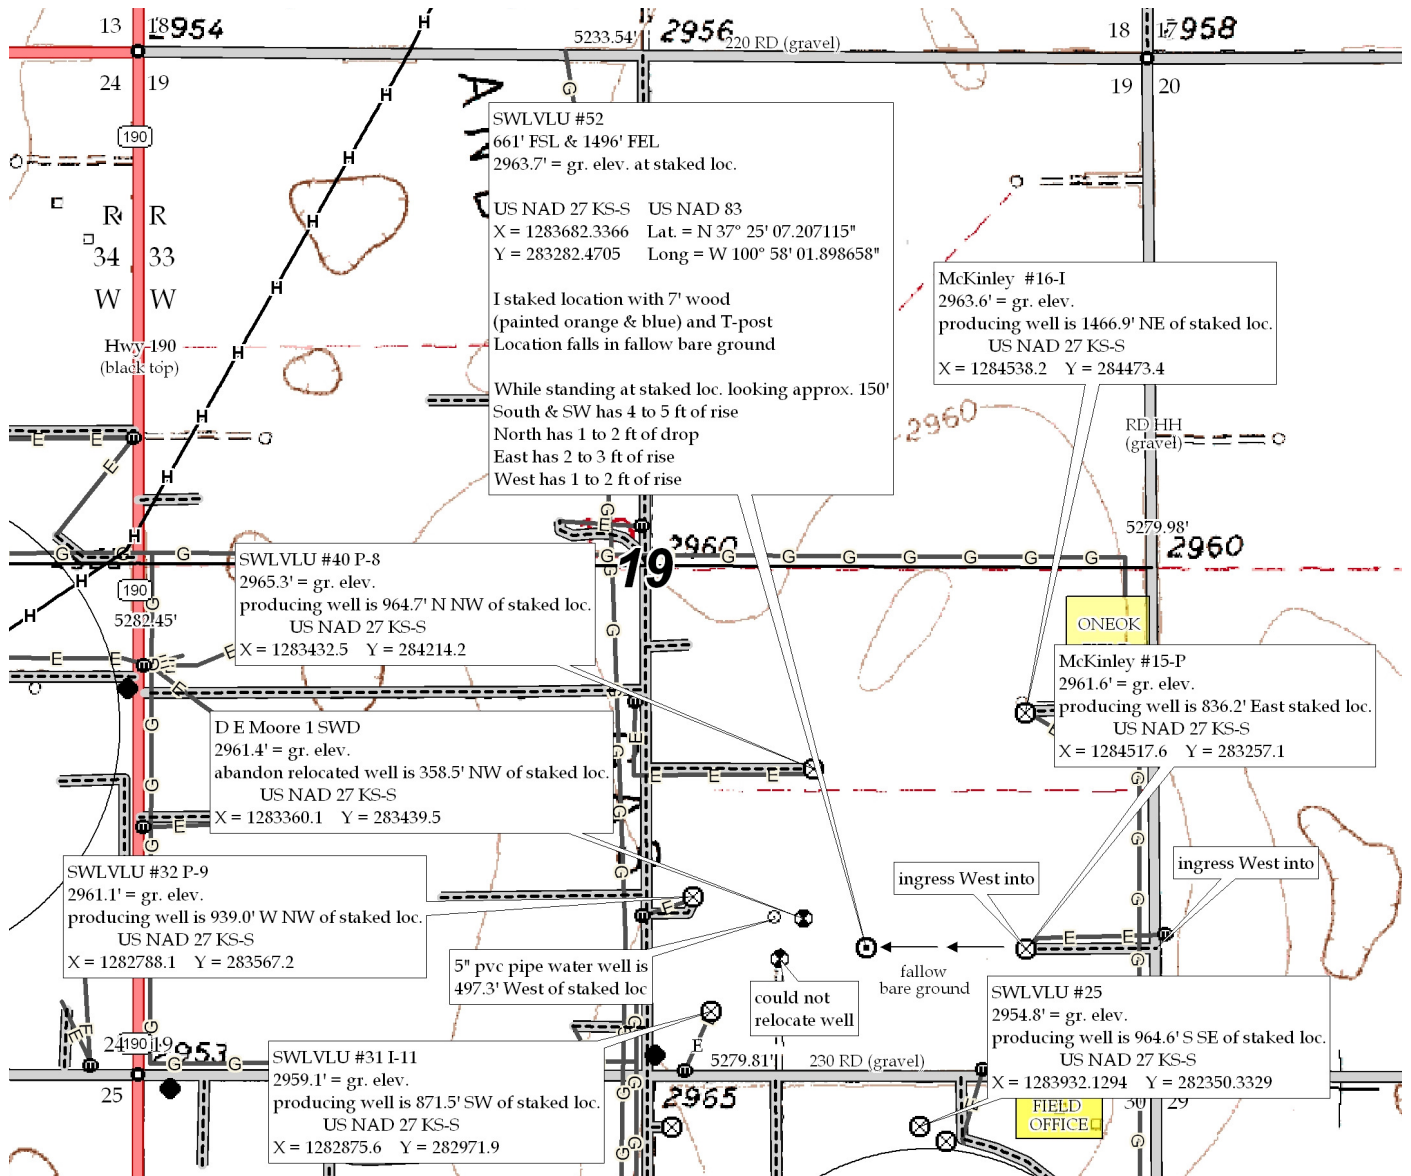 13 18
2954
5233.54'
2956
220 RD (gravel)
18 17
2958
24 19
19 20
190
SWLVLU #52
661' FSL & 1496' FEL
2963.7' = gr. elev. at staked loc.
US NAD 27 KS-S US NAD 83
X = 1283682.3366 Lat. = N 37° 25' 07.207115"
Y = 283282.4705 Long = W 100° 58' 01.898658"
I staked location with 7' wood
(painted orange & blue) and T-post
Location falls in fallow bare ground
While standing at staked loc. looking approx. 150'
South & SW has 4 to 5 ft of rise
North has 1 to 2 ft of drop
East has 2 to 3 ft of rise
West has 1 to 2 ft of rise
R R
34 33
W W
Hwy 190
(black top)
McKinley #16-I
2963.6' = gr. elev.
producing well is 1466.9' NE of staked loc.
US NAD 27 KS-S
X = 1284538.2 Y = 284473.4
2960
RD HH
(gravel)
5279.98'
2960
2960
19
190
5282.45'
SWLVLU #40 P-8
2965.3' = gr. elev.
producing well is 964.7' N NW of staked loc.
US NAD 27 KS-S
X = 1283432.5 Y = 284214.2
ONEOK
McKinley #15-P
2961.6' = gr. elev.
producing well is 836.2' East staked loc.
US NAD 27 KS-S
X = 1284517.6 Y = 283257.1
D E Moore 1 SWD
2961.4' = gr. elev.
abandon relocated well is 358.5' NW of staked loc.
US NAD 27 KS-S
X = 1283360.1 Y = 283439.5
SWLVLU #32 P-9
2961.1' = gr. elev.
producing well is 939.0' W NW of staked loc.
US NAD 27 KS-S
X = 1282788.1 Y = 283567.2
ingress West into
ingress West into
5" pvc pipe water well is
497.3' West of staked loc
could not
relocate well
fallow
bare ground
SWLVLU #25
2954.8' = gr. elev.
producing well is 964.6' S SE of staked loc.
US NAD 27 KS-S
X = 1283932.1294 Y = 282350.3329
24 19
190
2953
SWLVLU #31 I-11
2959.1' = gr. elev.
producing well is 871.5' SW of staked loc.
US NAD 27 KS-S
X = 1282875.6 Y = 282971.9
5279.81'
230 RD (gravel)
25
2965
30 29
FIELD
OFFICE